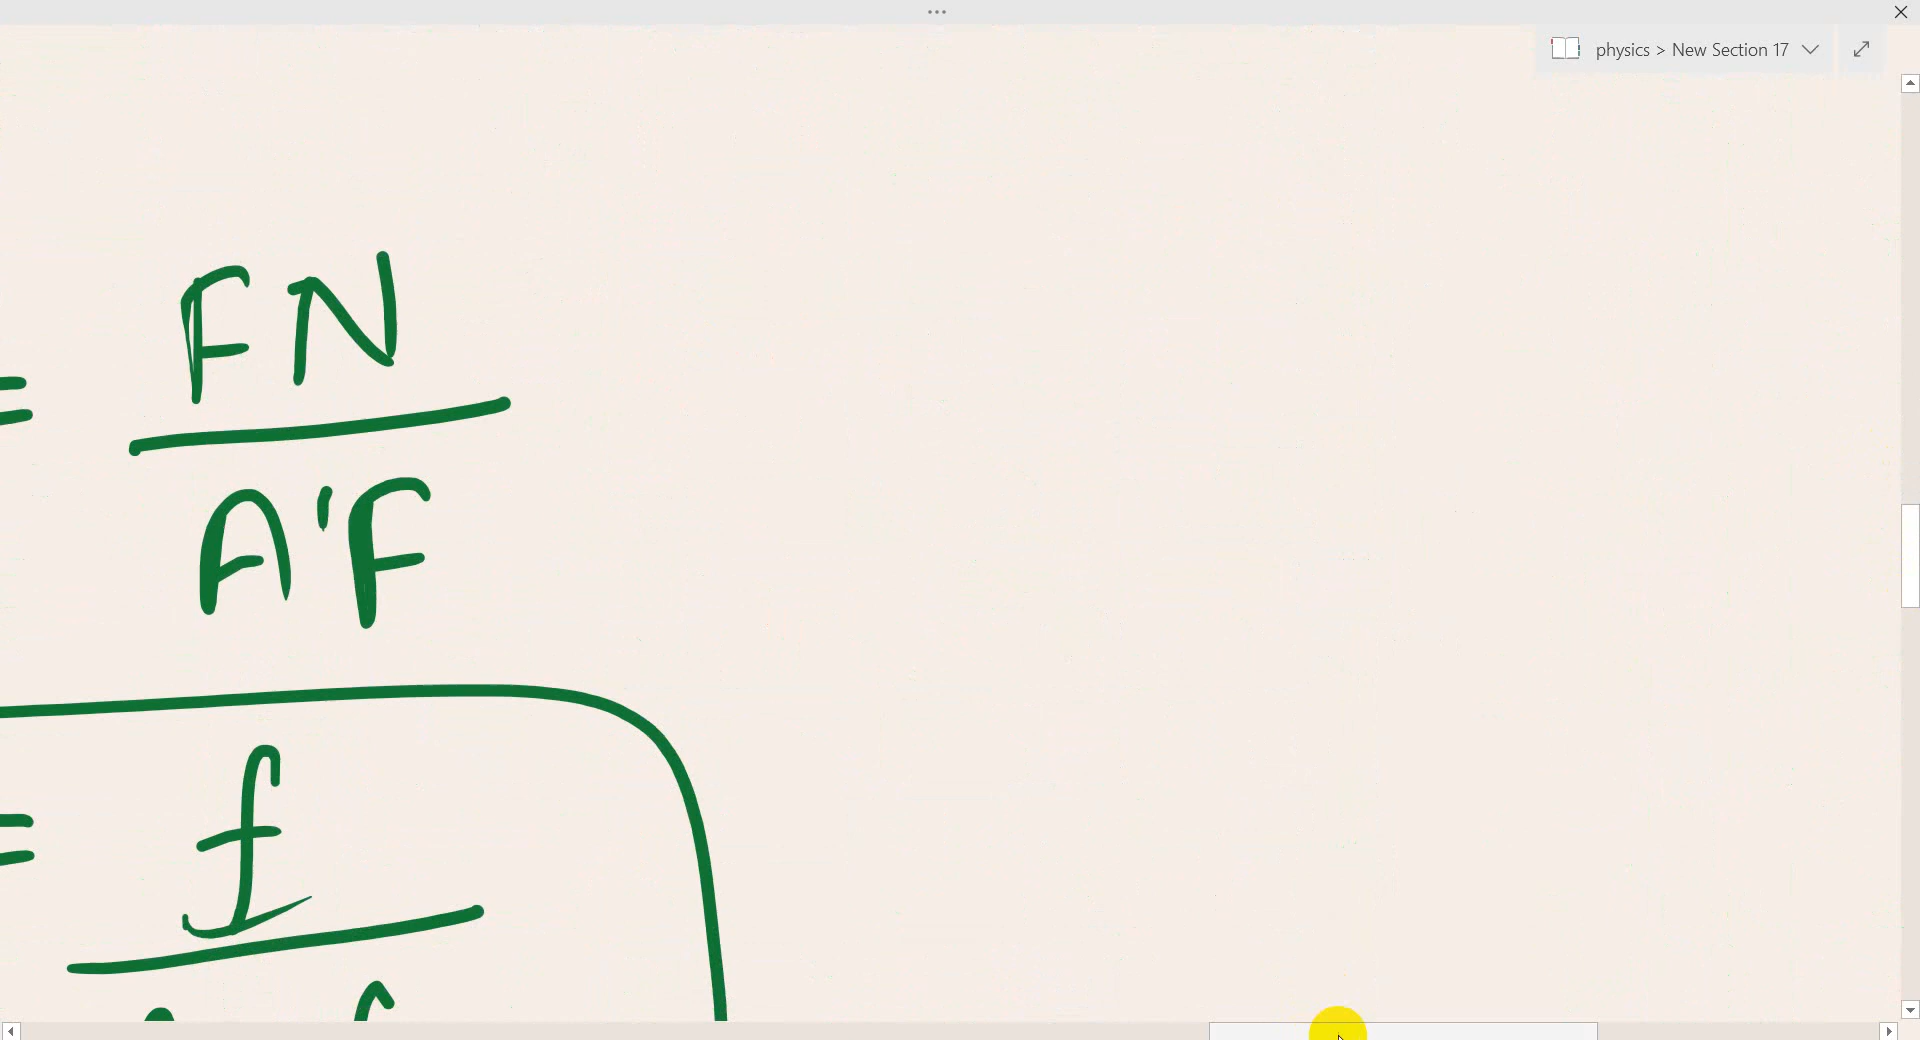 physics > New Section 17
= FN
A'F
= f